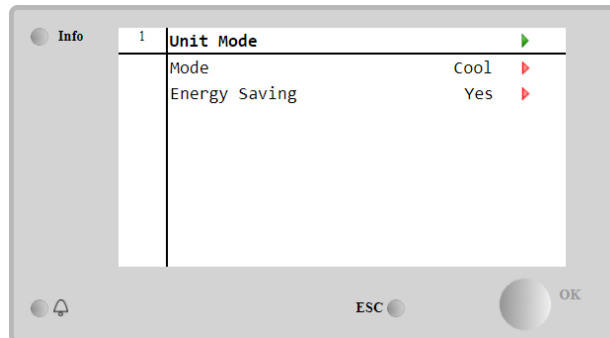 Info
1 Unit Mode
Mode Cool
Energy Saving Yes
ESC
OK